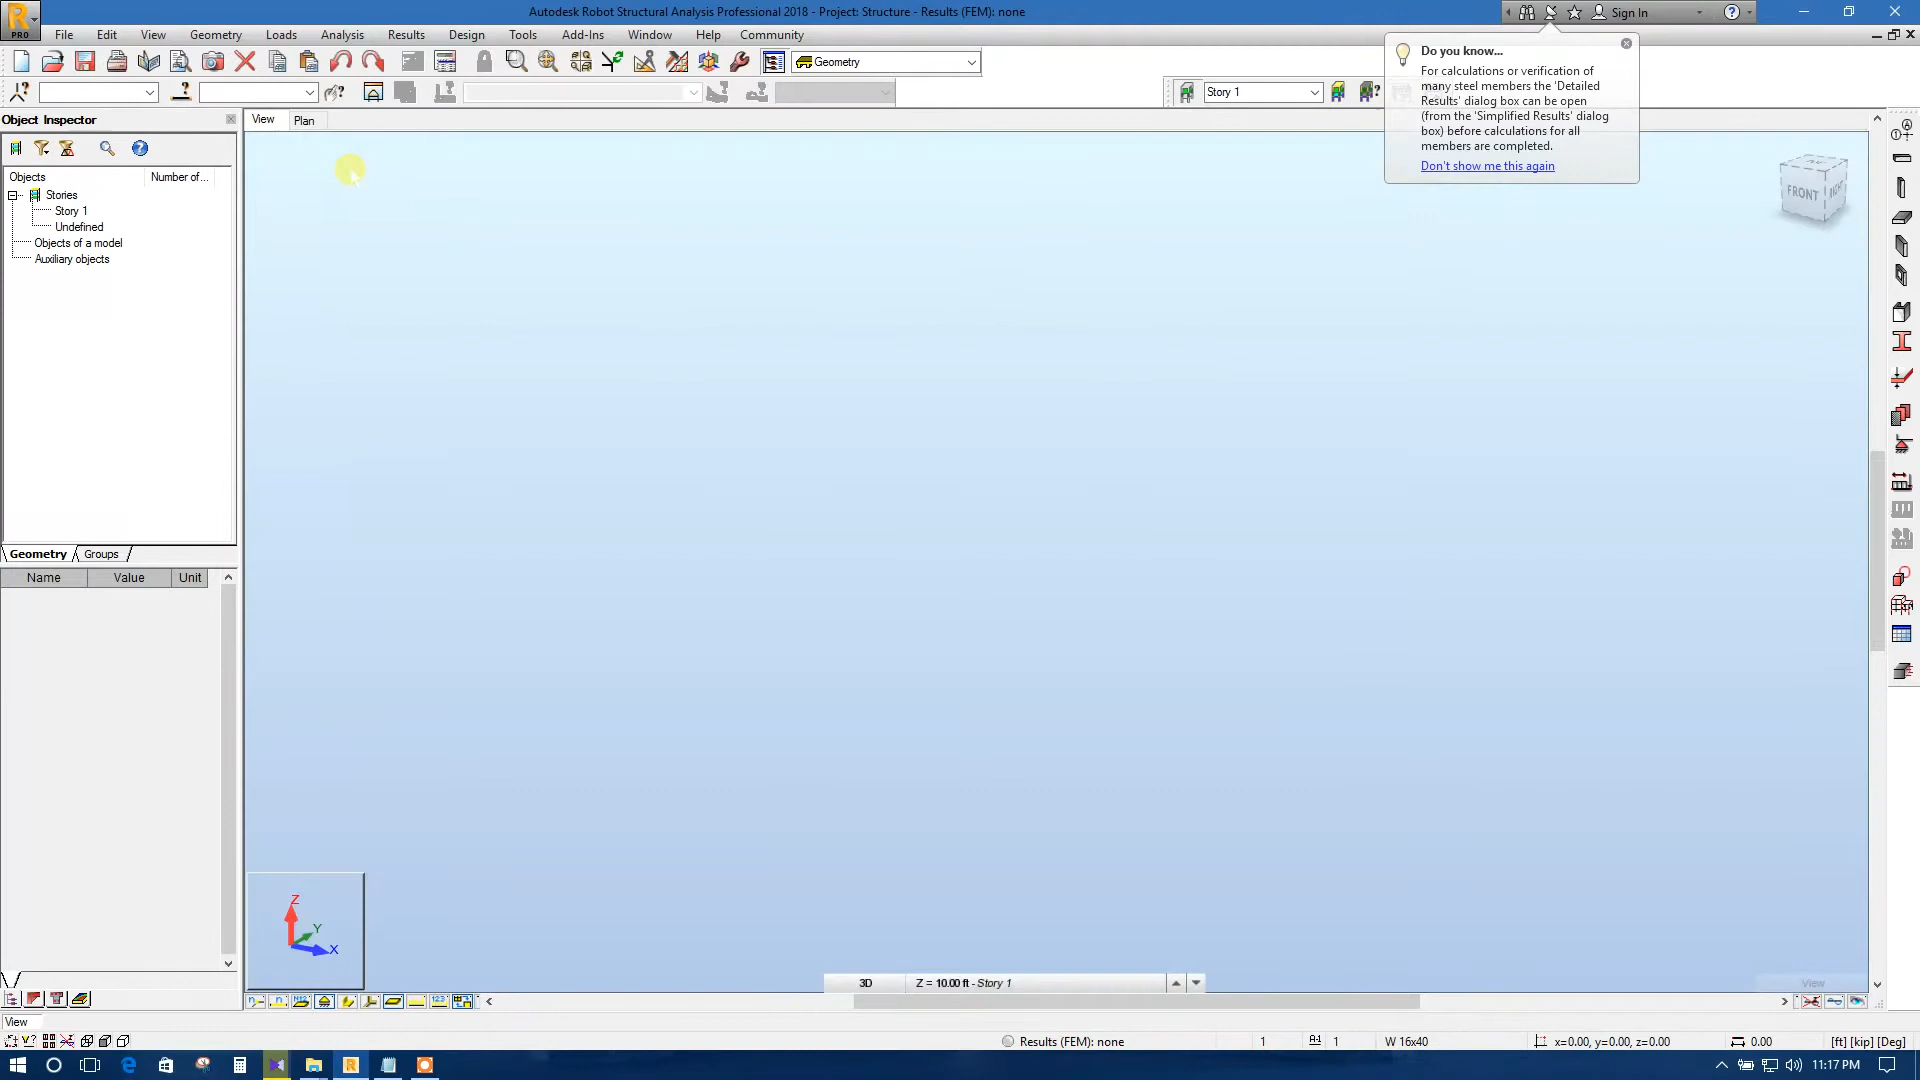 Autodesk Robot Structural Analysis Professional 2018 - Project: Structure - Results (FEM): none
Sign In
PRO
File Edit View Geometry Loads Analysis Results Design Tools Add-Ins Window Help Community
Geometry
Story 1
Do you know...
For calculations or verification of
many steel members the 'Detailed
Results' dialog box can be open
(from the 'Simplified Results' dialog
box) before calculations for all
members are completed.
Don't show me this again
Object Inspector
View Plan
Objects Number of...
Stories
Story 1
Undefined
Objects of a model
Auxiliary objects
FRONT
Geometry Groups
Name Value Unit
Z
Y
X
3D Z = 10.00 ft - Story 1
View
View
Results (FEM): none 1 1 W 16x40 x=0.00, y=0.00, z=0.00 0.00 [ft] [kip] [Deg]
11:17 PM